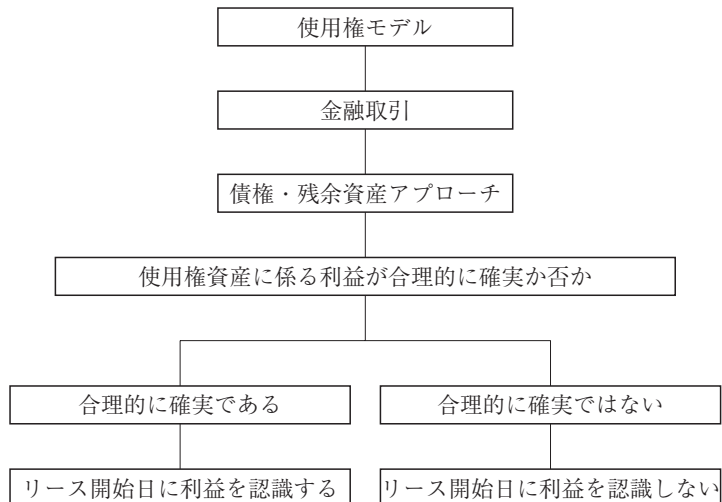 使用権モデル
金融取引
債権・残余資産アプローチ
使用権資産に係る利益が合理的に確実か否か
合理的に確実である
合理的に確実ではない
リース開始日に利益を認識する
リース開始日に利益を認識しない